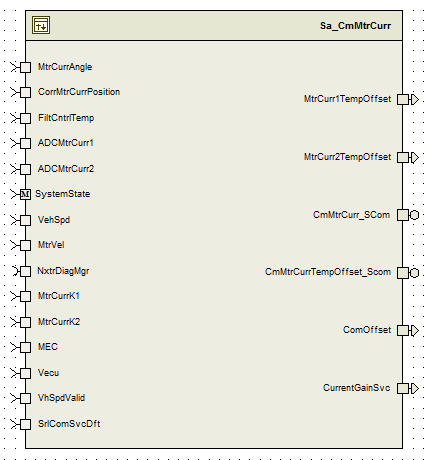 Sa_CmMtrCurr
MtrCurrAngle
CorrMtrCurrPosition
FiltCntrlTemp
ADCMtrCurr1
ADCMtrCurr2
M SystemState
VehSpd
MtrVel
NxtrDiagMgr
MtrCurrK1
MtrCurrK2
MEC
Vecu
VhSpdValid
SrlComSvcDft
MtrCurr1TempOffset
MtrCurr2TempOffset
CmMtrCurr_SCom
CmMtrCurrTempOffset_Scom
ComOffset
CurrentGainSvc